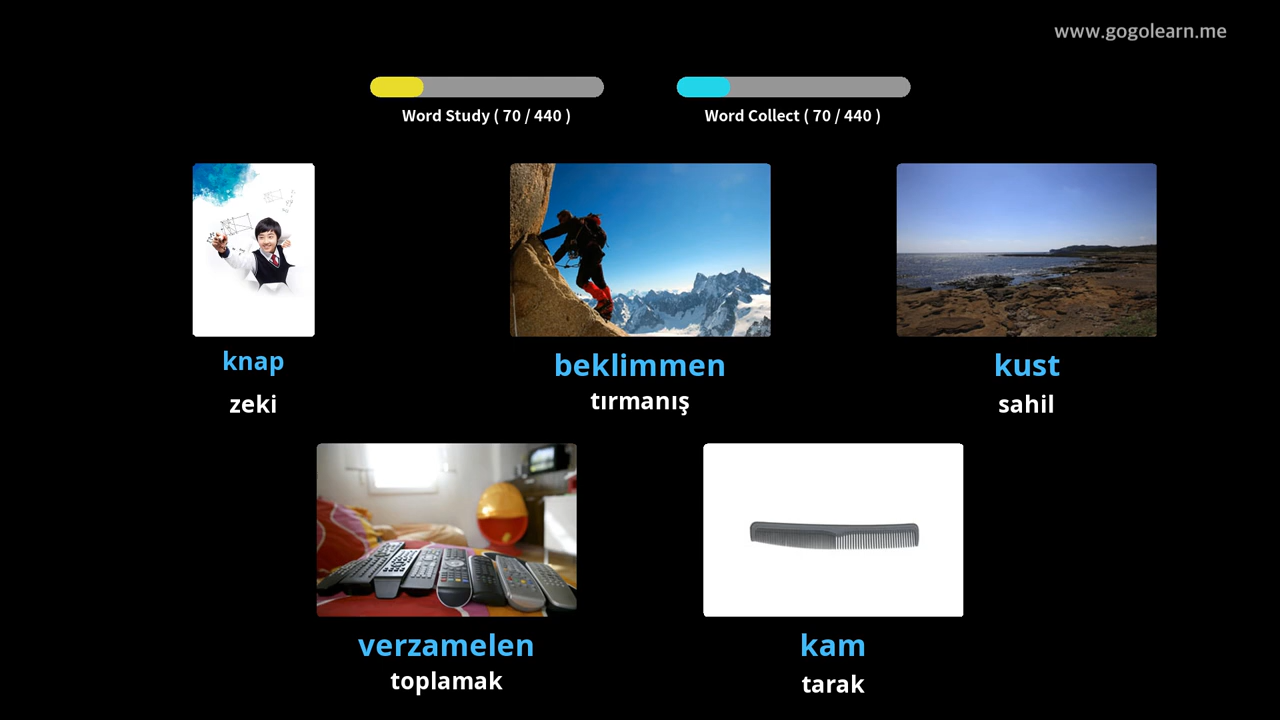 www.gogolearn.me
Word Study ( 70 / 440 )
Word Collect ( 70 / 440 )
knap
zeki
beklimmen
tırmanış
kust
sahil
verzamelen
toplamak
kam
tarak